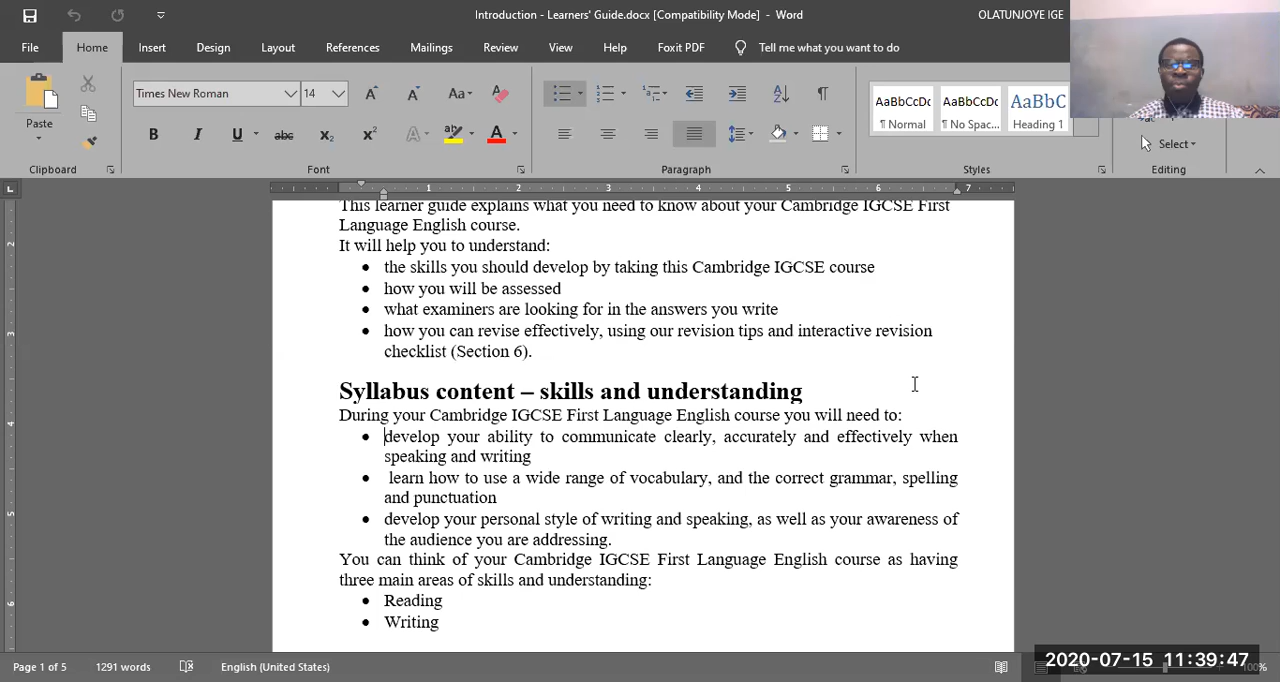 Introduction - Learners' Guide.docx [Compatibility Mode] - Word
OLATUNJOYE IGE
File Home Insert Design Layout References Mailings Review View Help Foxit PDF Tell me what you want to do
Paste
Clipboard
Times New Roman 14
Font
Paragraph
AaBbCcDc AaBbCcDc AaBbC
¶ Normal ¶ No Spac... Heading 1
Styles
Select
Editing
1 2 3 4 5 6 7
This learner guide explains what you need to know about your Cambridge IGCSE First
Language English course.
It will help you to understand:
• the skills you should develop by taking this Cambridge IGCSE course
• how you will be assessed
• what examiners are looking for in the answers you write
• how you can revise effectively, using our revision tips and interactive revision
checklist (Section 6).
Syllabus content – skills and understanding
During your Cambridge IGCSE First Language English course you will need to:
• develop your ability to communicate clearly, accurately and effectively when
speaking and writing
• learn how to use a wide range of vocabulary, and the correct grammar, spelling
and punctuation
• develop your personal style of writing and speaking, as well as your awareness of
the audience you are addressing.
You can think of your Cambridge IGCSE First Language English course as having
three main areas of skills and understanding:
• Reading
• Writing
Page 1 of 5 1291 words English (United States) 100%
2020-07-15 11:39:47